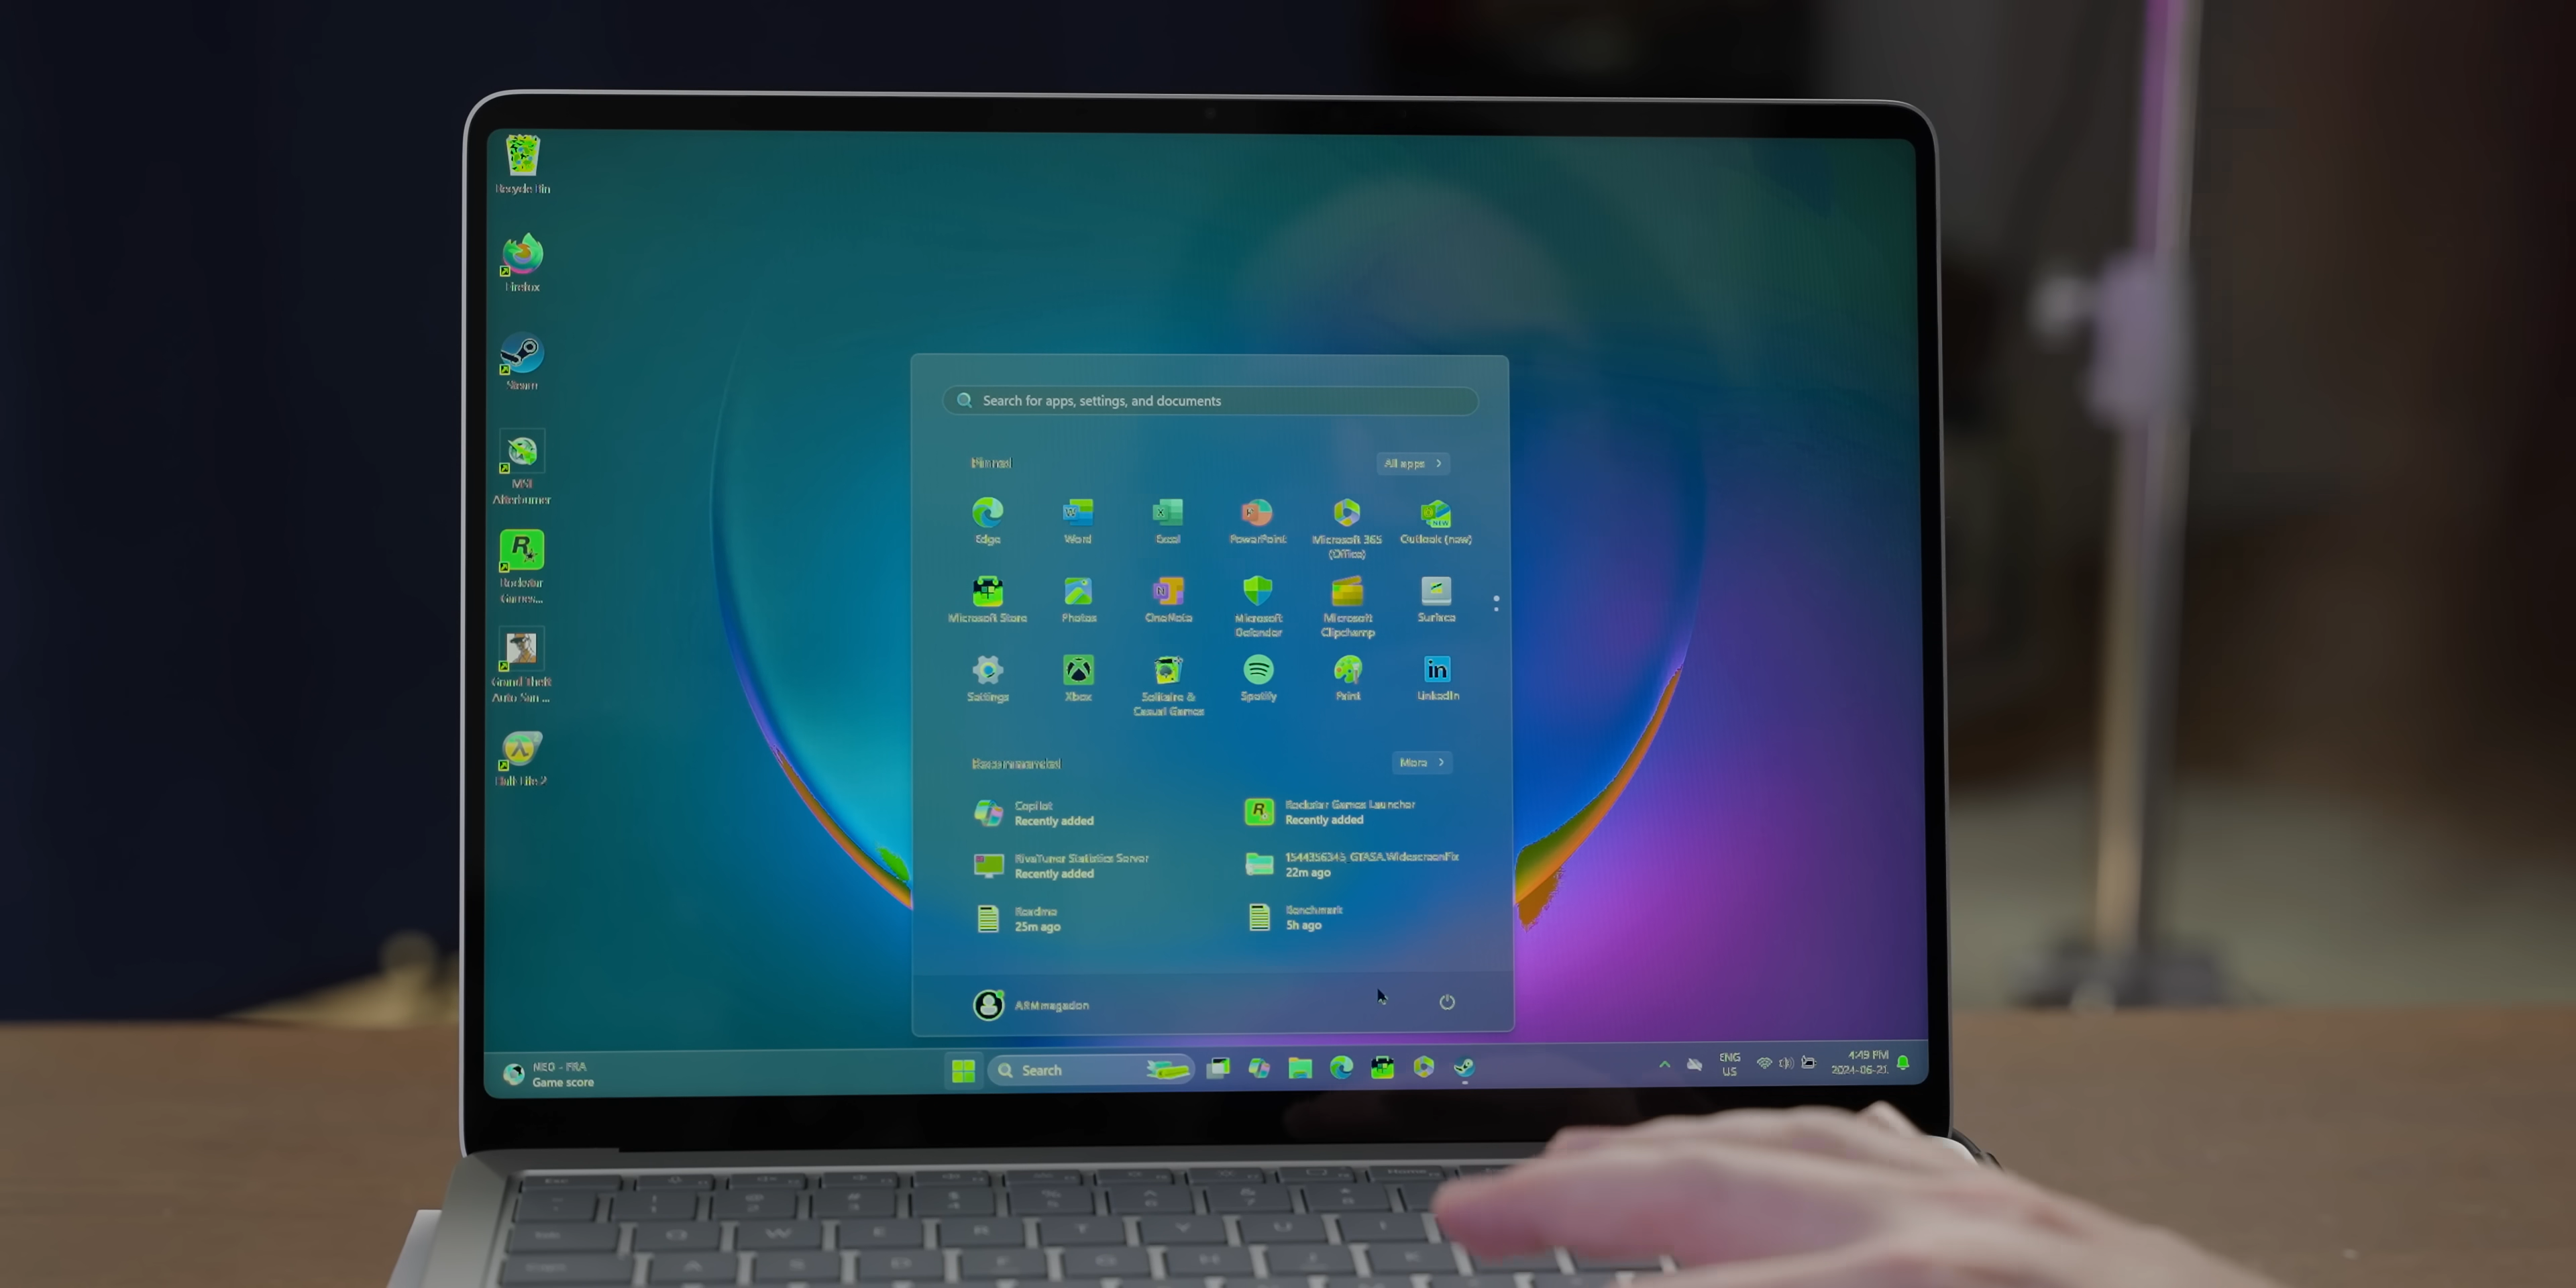 Recycle Bin
Firefox
Steam
MSI
Afterburner
Rockstar
Games...
Grand Theft
Auto San ...
Half-Life 2
Search for apps, settings, and documents
Pinned
All apps
Edge
Word
Excel
PowerPoint
Microsoft 365
(Office)
Outlook (new)
NEW
Microsoft Store
Photos
OneNote
Microsoft
Defender
Microsoft
Clipchamp
Surface
Settings
Xbox
Solitaire &
Casual Games
Spotify
Paint
LinkedIn
Recommended
More
Copilot
Recently added
Rockstar Games Launcher
Recently added
RivaTuner Statistics Server
Recently added
GTASA.WidescreenFix
22m ago
Readme
25m ago
Benchmark
5h ago
ARMmagadon
NED - FRA
Game score
Search
ENG
US
4:49 PM
2024-06-21